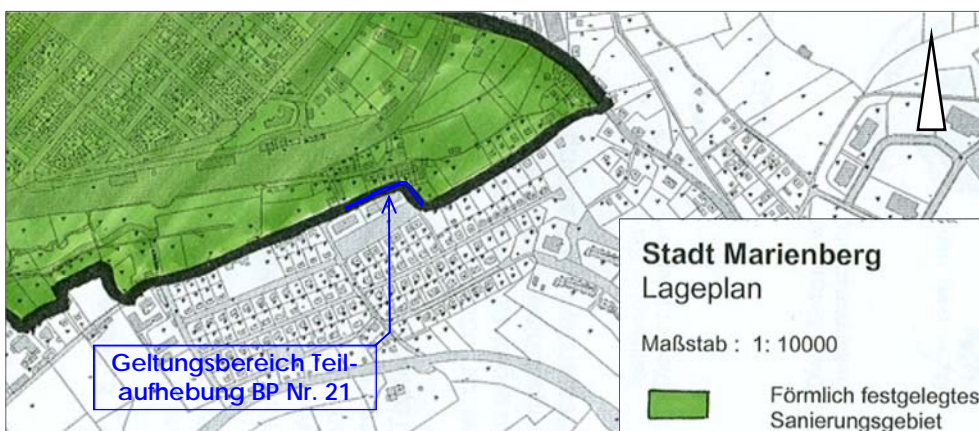 Stadt Marienberg
Lageplan
Maßstab : 1: 10000
Förmlich festgelegtes
Sanierungsgebiet
Geltungsbereich Teil-
aufhebung BP Nr. 21